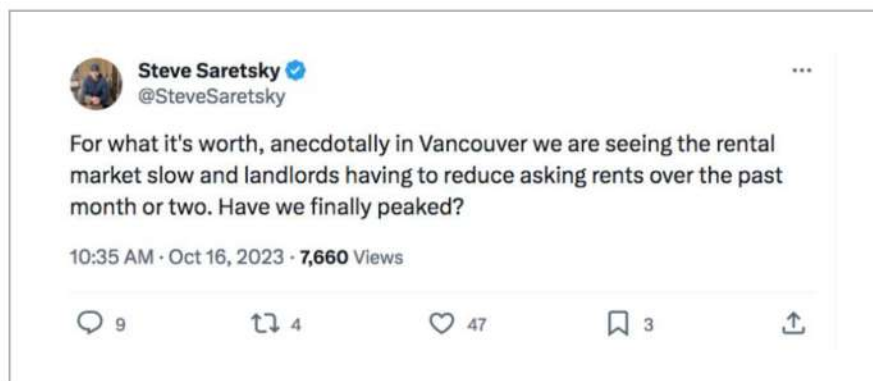 Steve Saretsky
@SteveSaretsky
For what it's worth, anecdotally in Vancouver we are seeing the rental
market slow and landlords having to reduce asking rents over the past
month or two. Have we finally peaked?
10:35 AM · Oct 16, 2023 · 7,660 Views
9 4 47 3